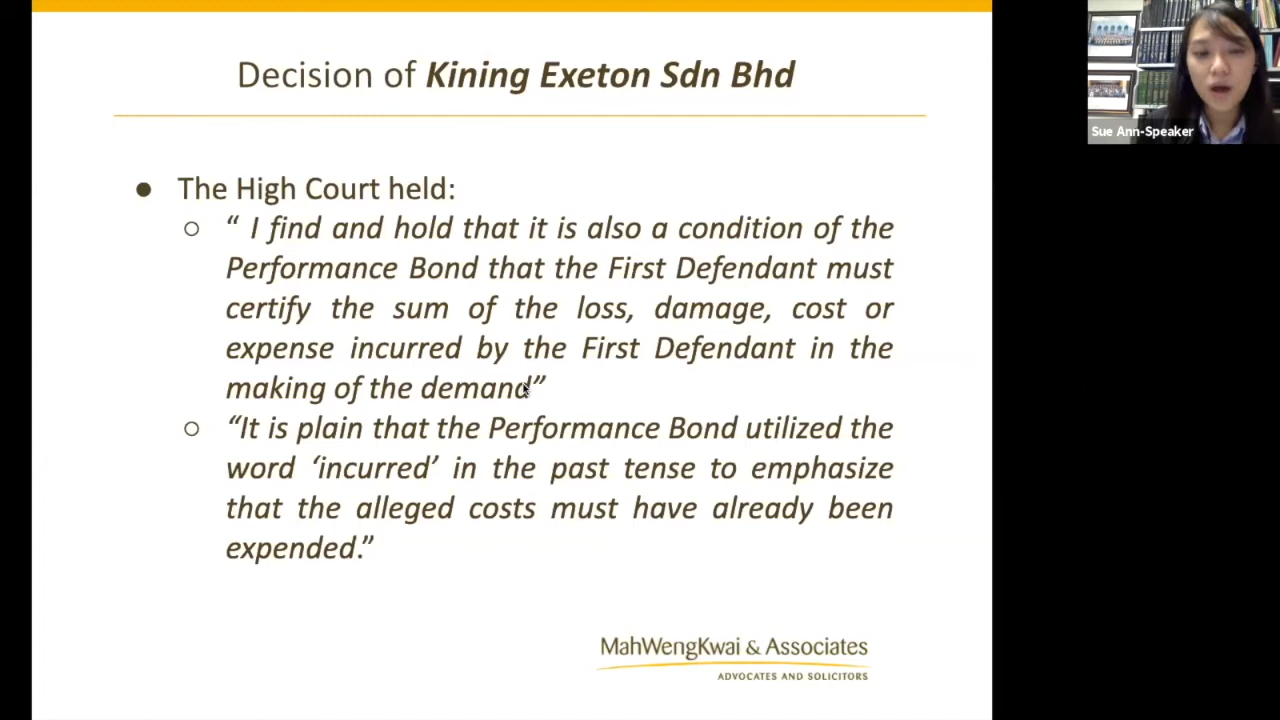 Decision of Kining Exeton Sdn Bhd
● The High Court held:
○ “ I find and hold that it is also a condition of the
Performance Bond that the First Defendant must
certify the sum of the loss, damage, cost or
expense incurred by the First Defendant in the
making of the demand”
○ “It is plain that the Performance Bond utilized the
word ‘incurred’ in the past tense to emphasize
that the alleged costs must have already been
expended.”
MahWengKwai & Associates
ADVOCATES AND SOLICITORS
Sue Ann-Speaker